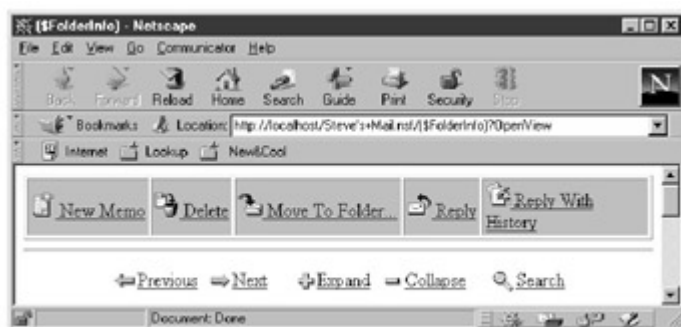 ($FolderInfo) - Netscape
File Edit View Go Communicator Help
Back Forward Reload Home Search Guide Print Security Stop
N
Bookmarks Location: http://localhost/Steve's+Mail.nsf/($FolderInfo)?OpenView
Internet Lookup New&Cool
New Memo Delete Move To Folder... Reply Reply With
History
Previous Next Expand Collapse Search
Document: Done